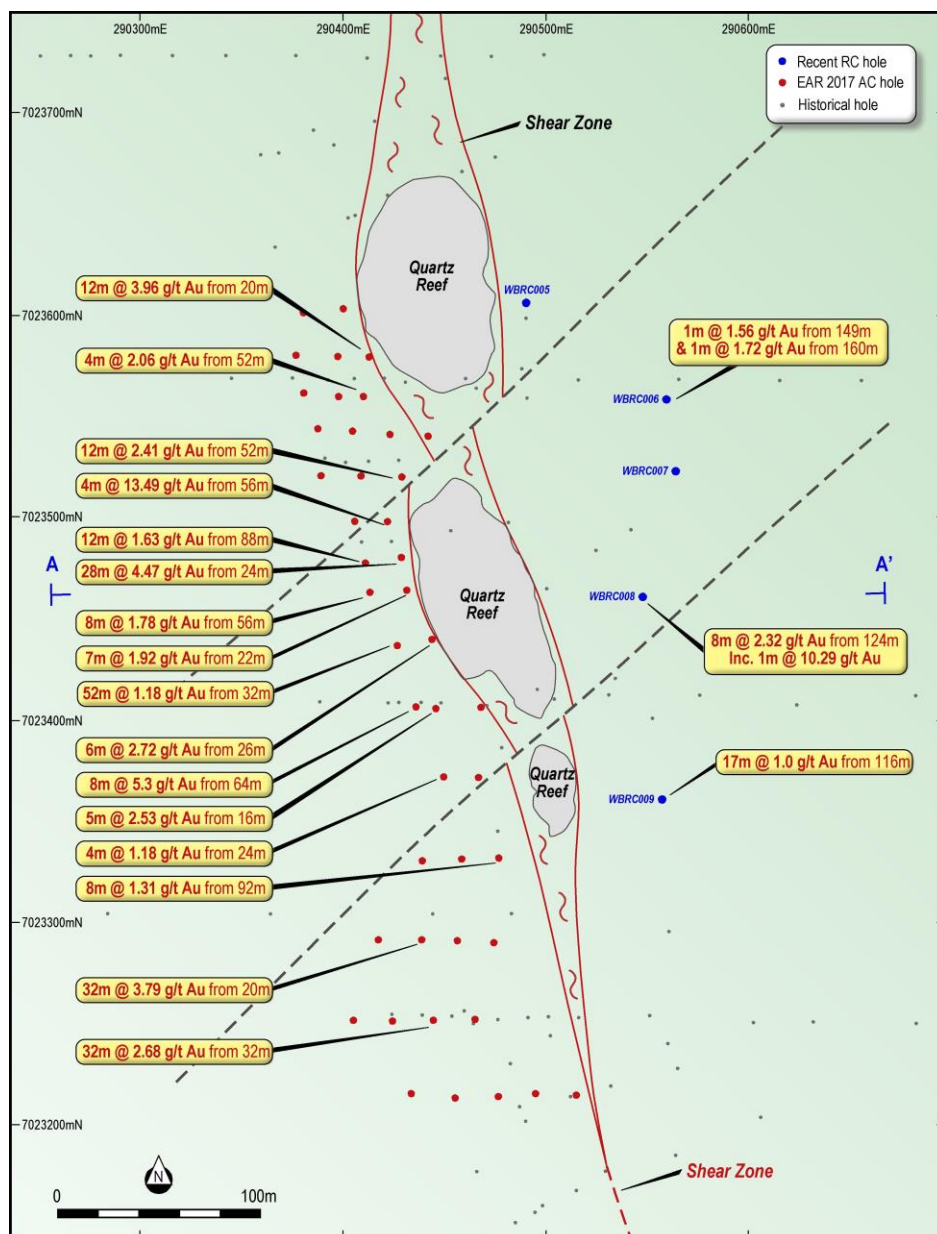 290300mE
290400mE
290500mE
290600mE
Recent RC hole
EAR 2017 AC hole
Historical hole
7023700mN
Shear Zone
Quartz
Reef
12m @ 3.96 g/t Au from 20m
WBRC005
7023600mN
1m @ 1.56 g/t Au from 149m
& 1m @ 1.72 g/t Au from 160m
4m @ 2.06 g/t Au from 52m
WBRC006
12m @ 2.41 g/t Au from 52m
WBRC007
4m @ 13.49 g/t Au from 56m
7023500mN
12m @ 1.63 g/t Au from 88m
A
A'
28m @ 4.47 g/t Au from 24m
Quartz
Reef
WBRC008
8m @ 1.78 g/t Au from 56m
8m @ 2.32 g/t Au from 124m
Inc. 1m @ 10.29 g/t Au
7m @ 1.92 g/t Au from 22m
52m @ 1.18 g/t Au from 32m
7023400mN
6m @ 2.72 g/t Au from 26m
17m @ 1.0 g/t Au from 116m
Quartz
Reef
8m @ 5.3 g/t Au from 64m
WBRC009
5m @ 2.53 g/t Au from 16m
4m @ 1.18 g/t Au from 24m
8m @ 1.31 g/t Au from 92m
7023300mN
32m @ 3.79 g/t Au from 20m
32m @ 2.68 g/t Au from 32m
7023200mN
N
Shear Zone
0
100m